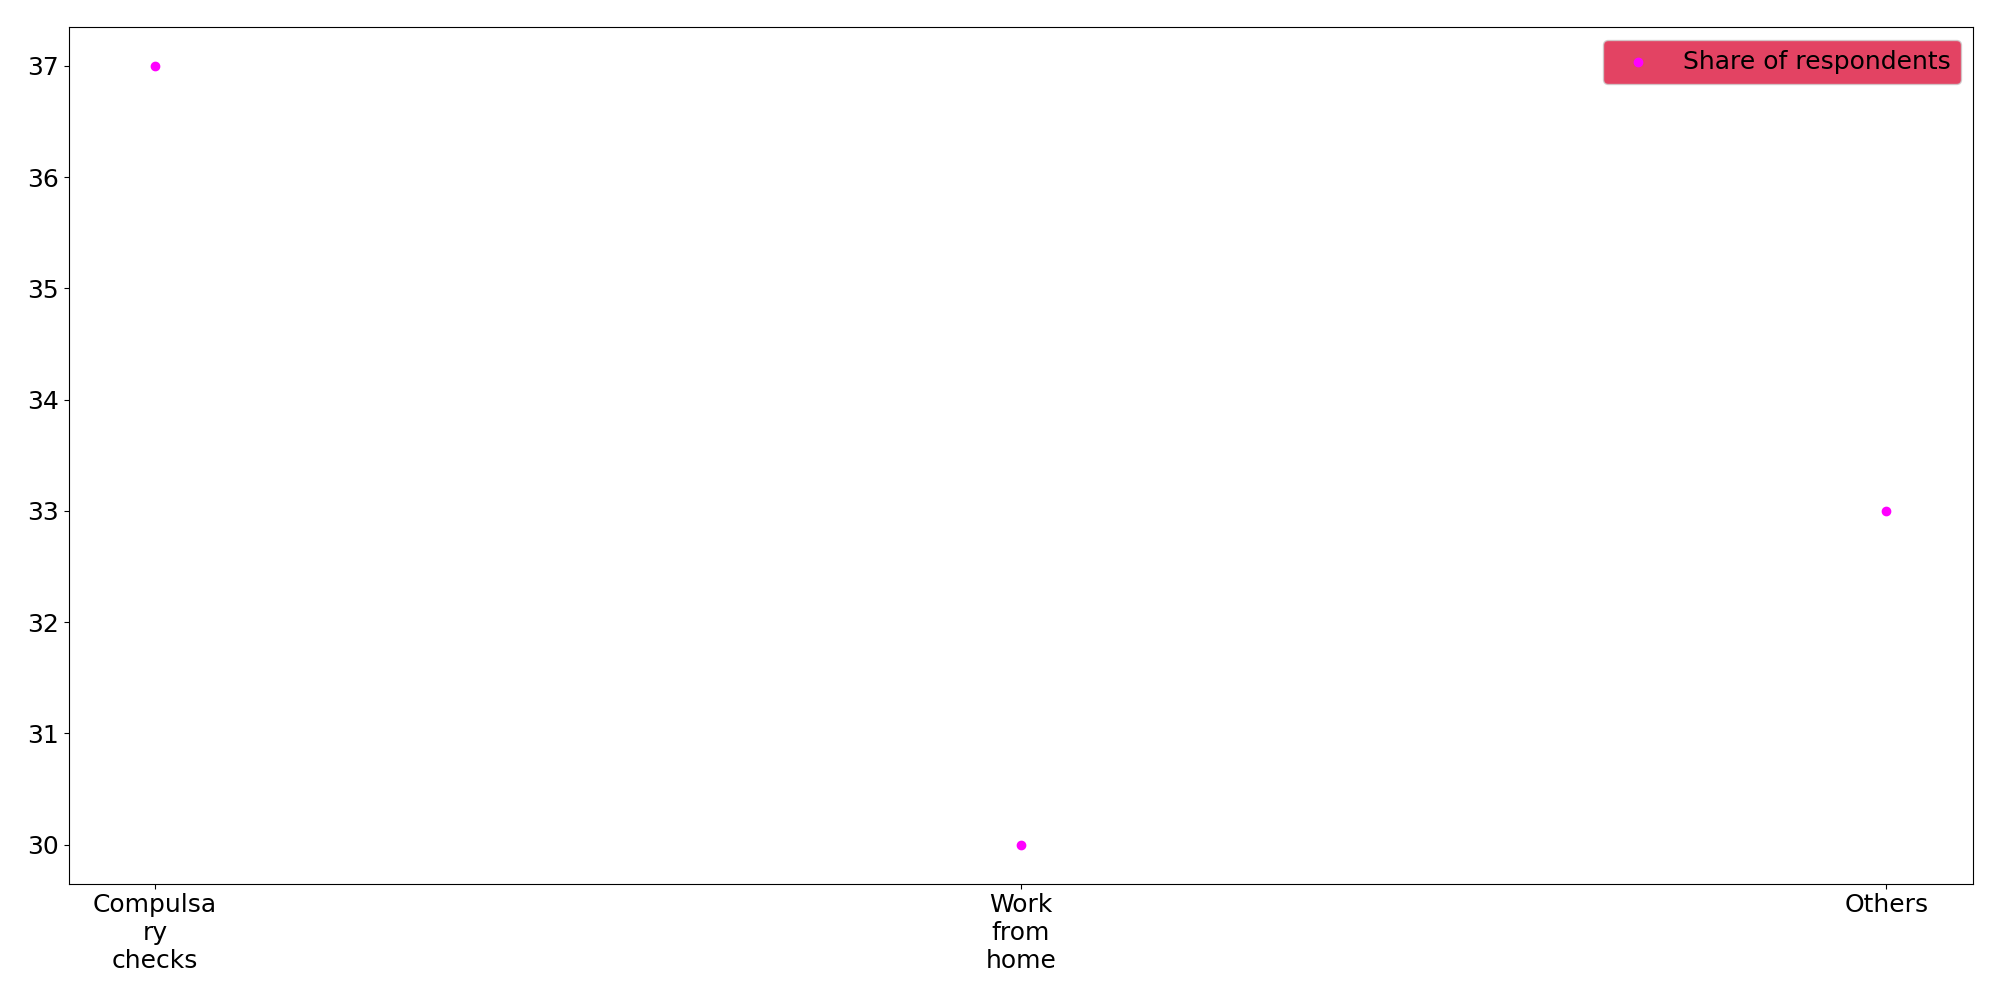 37
36
35
34
33
32
31
30
Share of respondents
Compulsa
ry
checks
Work
from
home
Others